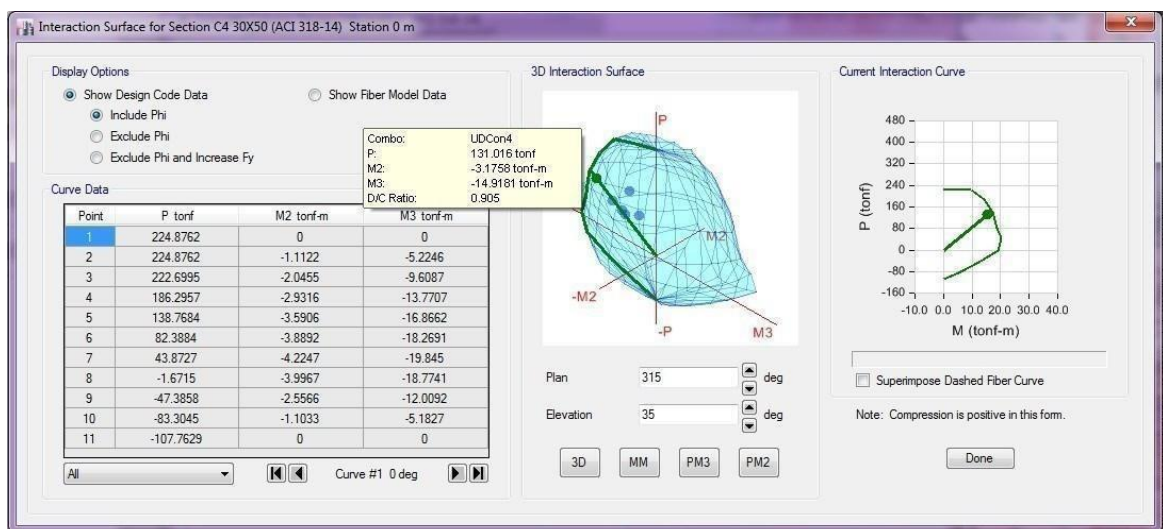 Interaction Surface for Section C4 30X50 (ACI 318-14) Station 0 m
Display Options
Show Design Code Data
Show Fiber Model Data
Include Phi
Exclude Phi
Exclude Phi and Increase Fy
Combo: UDCon4
P: 131.016 tonf
M2: -3.1758 tonf-m
M3: -14.9181 tonf-m
D/C Ratio: 0.905
Curve Data
Point P tonf M2 tonf-m M3 tonf-m
1 224.8762 0 0
2 224.8762 -1.1122 -5.2246
3 222.6995 -2.0455 -9.6087
4 186.2957 -2.9316 -13.7707
5 138.7684 -3.5906 -16.8662
6 82.3884 -3.8892 -18.2691
7 43.8727 -4.2247 -19.845
8 -1.6715 -3.9967 -18.7741
9 -47.3858 -2.5566 -12.0092
10 -83.3045 -1.1033 -5.1827
11 -107.7629 0 0
All
Curve #1 0 deg
3D Interaction Surface
P
M2
-M2
-P
M3
Plan 315 deg
Elevation 35 deg
3D MM PM3 PM2
Current Interaction Curve
480
400
320
240
160
80
0
-80
-160
P (tonf)
-10.0 0.0 10.0 20.0 30.0 40.0
M (tonf-m)
Superimpose Dashed Fiber Curve
Note: Compression is positive in this form.
Done